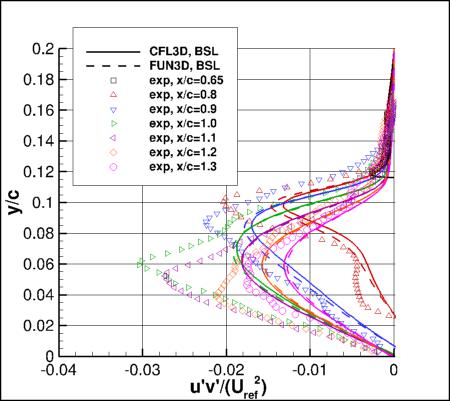 0.2
0.18
0.16
0.14
0.12
0.1
0.08
0.06
0.04
0.02
0
y/c
CFL3D, BSL
FUN3D, BSL
exp, x/c=0.65
exp, x/c=0.8
exp, x/c=0.9
exp, x/c=1.0
exp, x/c=1.1
exp, x/c=1.2
exp, x/c=1.3
-0.04 -0.03 -0.02 -0.01 0
u'v'/(U_ref^2)